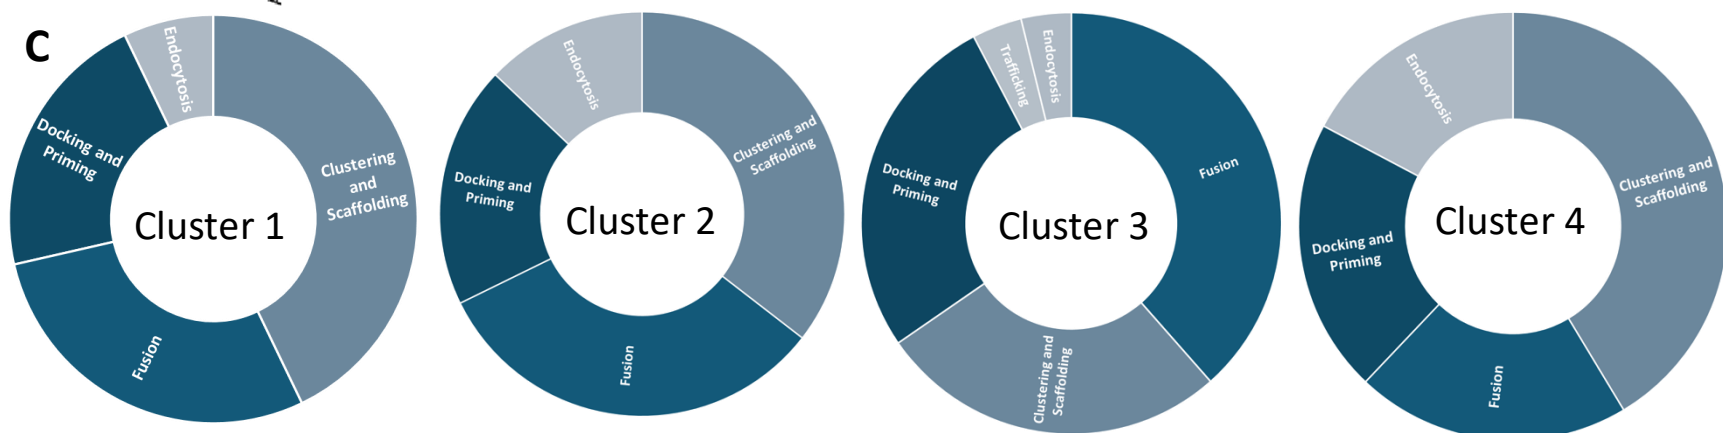 C
Endocytosis
Docking and
Priming
Clustering
and
Scaffolding
Cluster 1
Fusion
Endocytosis
Clustering and
Scaffolding
Docking and
Priming
Cluster 2
Fusion
Trafficking
Endocytosis
Fusion
Docking and
Priming
Cluster 3
Clustering and
Scaffolding
Endocytosis
Clustering and
Scaffolding
Docking and
Priming
Cluster 4
Fusion